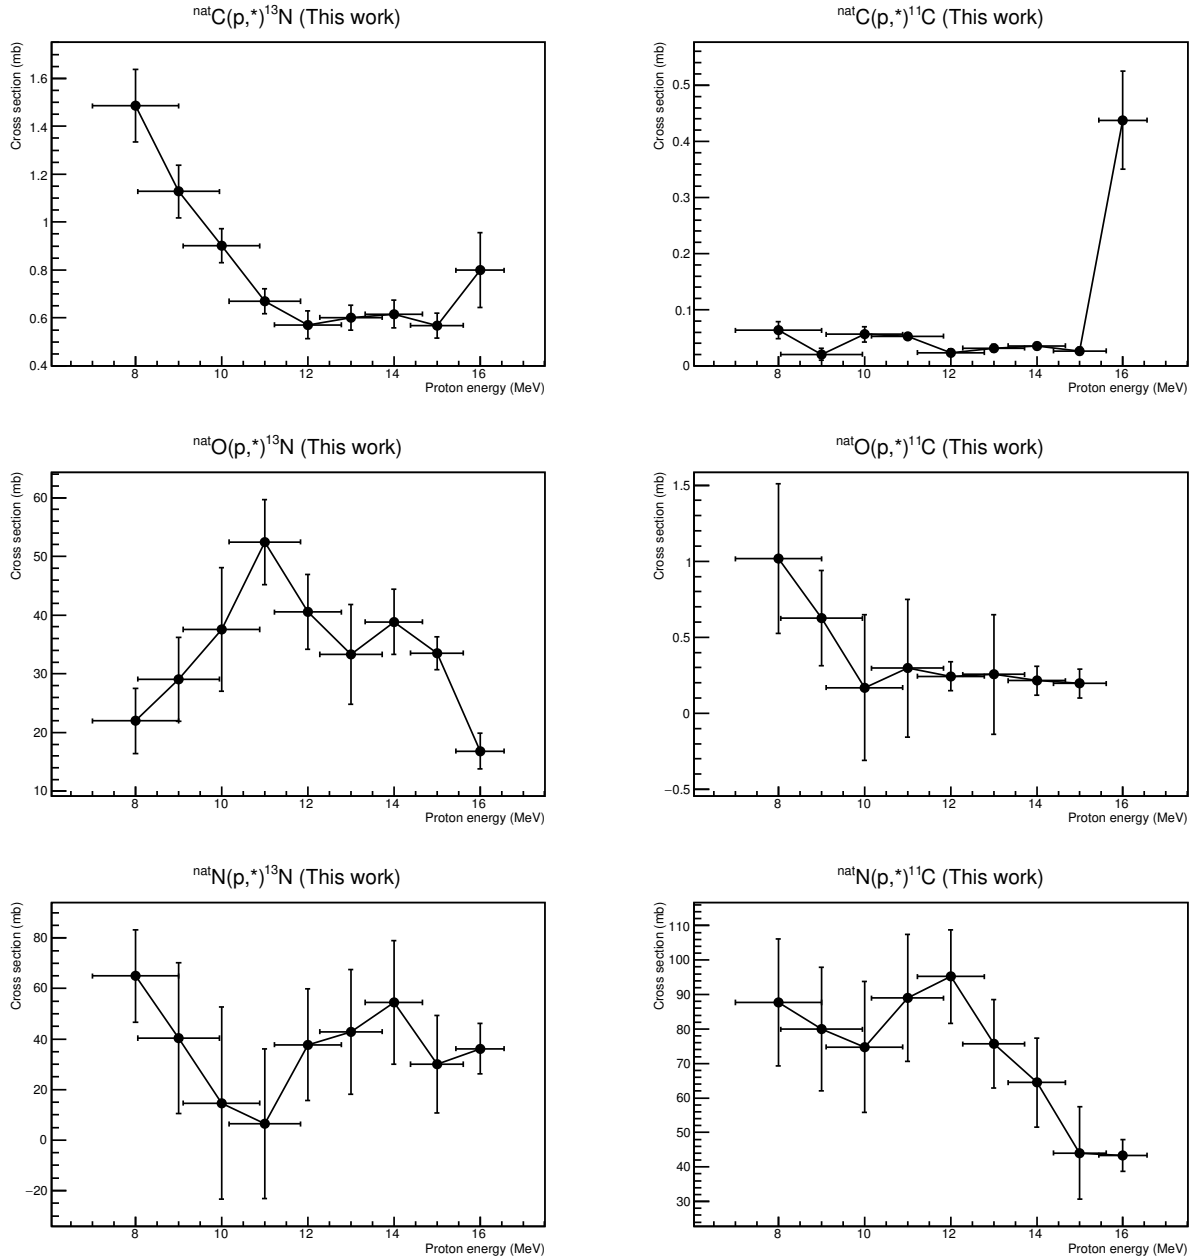 natC(p,*)13N (This work)
Cross section (mb)
1.6
1.4
1.2
1
0.8
0.6
0.4
8 10 12 14 16
Proton energy (MeV)
natC(p,*)11C (This work)
Cross section (mb)
0.5
0.4
0.3
0.2
0.1
0
8 10 12 14 16
Proton energy (MeV)
natO(p,*)13N (This work)
Cross section (mb)
60
50
40
30
20
10
8 10 12 14 16
Proton energy (MeV)
natO(p,*)11C (This work)
Cross section (mb)
1.5
1
0.5
0
−0.5
8 10 12 14 16
Proton energy (MeV)
natN(p,*)13N (This work)
Cross section (mb)
80
60
40
20
0
−20
8 10 12 14 16
Proton energy (MeV)
natN(p,*)11C (This work)
Cross section (mb)
110
100
90
80
70
60
50
40
30
8 10 12 14 16
Proton energy (MeV)